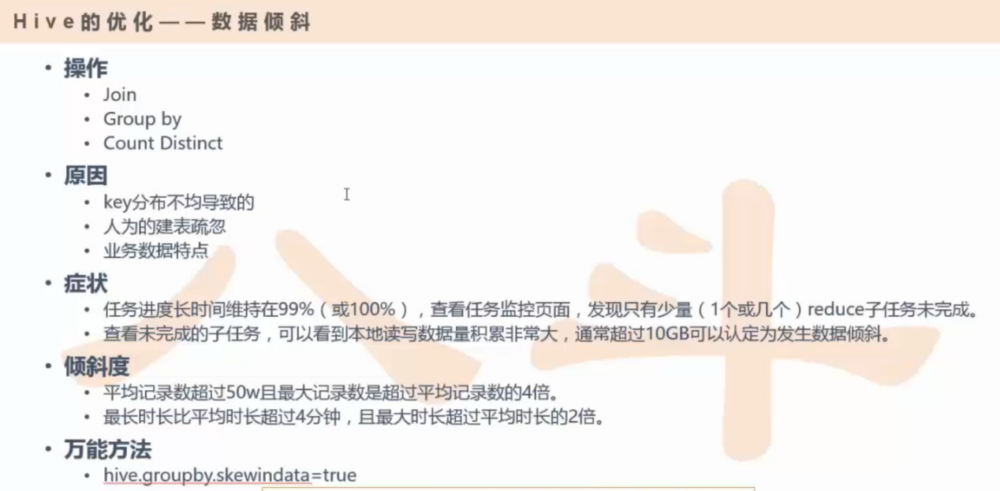 Hive的优化——数据倾斜
• 操作
• Join
• Group by
• Count Distinct
• 原因
• key分布不均导致的
• 人为的建表疏忽
• 业务数据特点
• 症状
• 任务进度长时间维持在99%（或100%），查看任务监控页面，发现只有少量（1个或几个）reduce子任务未完成。
• 查看未完成的子任务，可以看到本地读写数据量积累非常大，通常超过10GB可以认定为发生数据倾斜。
• 倾斜度
• 平均记录数超过50w且最大记录数是超过平均记录数的4倍。
• 最长时长比平均时长超过4分钟，且最大时长超过平均时长的2倍。
• 万能方法
• hive.groupby.skewindata=true
八斗